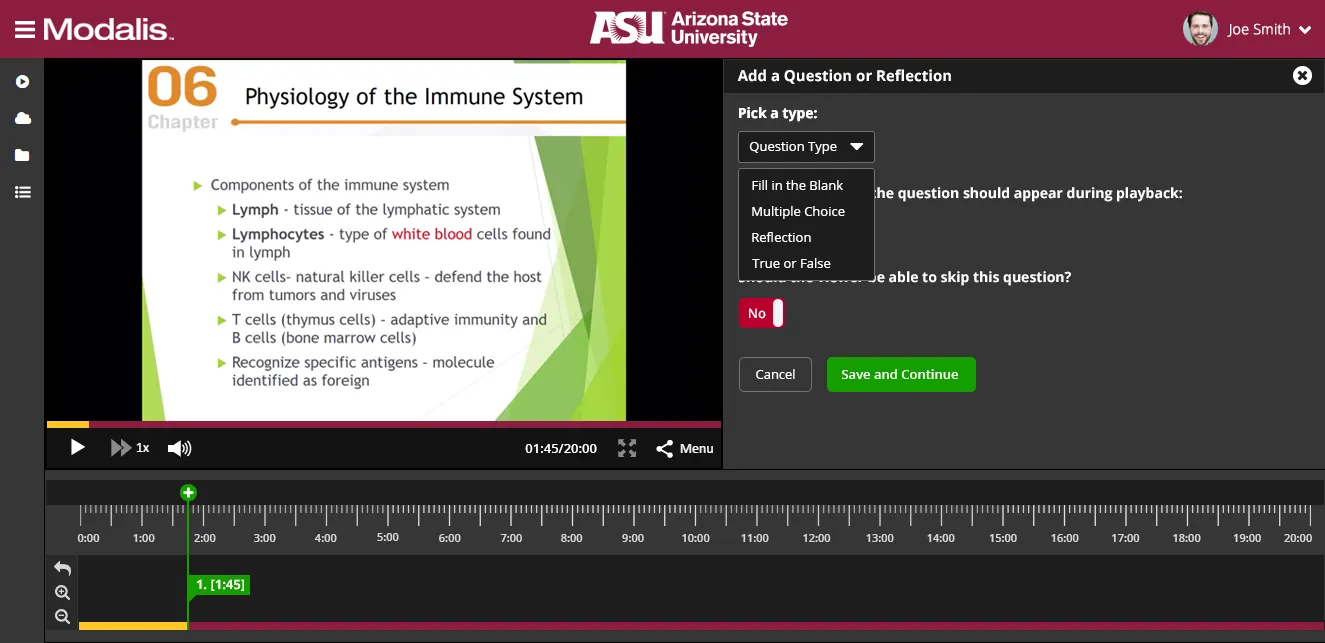 Modalis
ASU Arizona State
University
Joe Smith
06
Chapter
Physiology of the Immune System
Components of the immune system
Lymph - tissue of the lymphatic system
Lymphocytes - type of white blood cells found
in lymph
NK cells- natural killer cells - defend the host
from tumors and viruses
T cells (thymus cells) - adaptive immunity and
B cells (bone marrow cells)
Recognize specific antigens - molecule
identified as foreign
1x
01:45/20:00
Menu
Add a Question or Reflection
Pick a type:
Question Type
Fill in the Blank
Multiple Choice
Reflection
True or False
the question should appear during playback:
be able to skip this question?
No
Cancel
Save and Continue
0:00 1:00 2:00 3:00 4:00 5:00 6:00 7:00 8:00 9:00 10:00 11:00 12:00 13:00 14:00 15:00 16:00 17:00 18:00 19:00 20:00
1. [1:45]